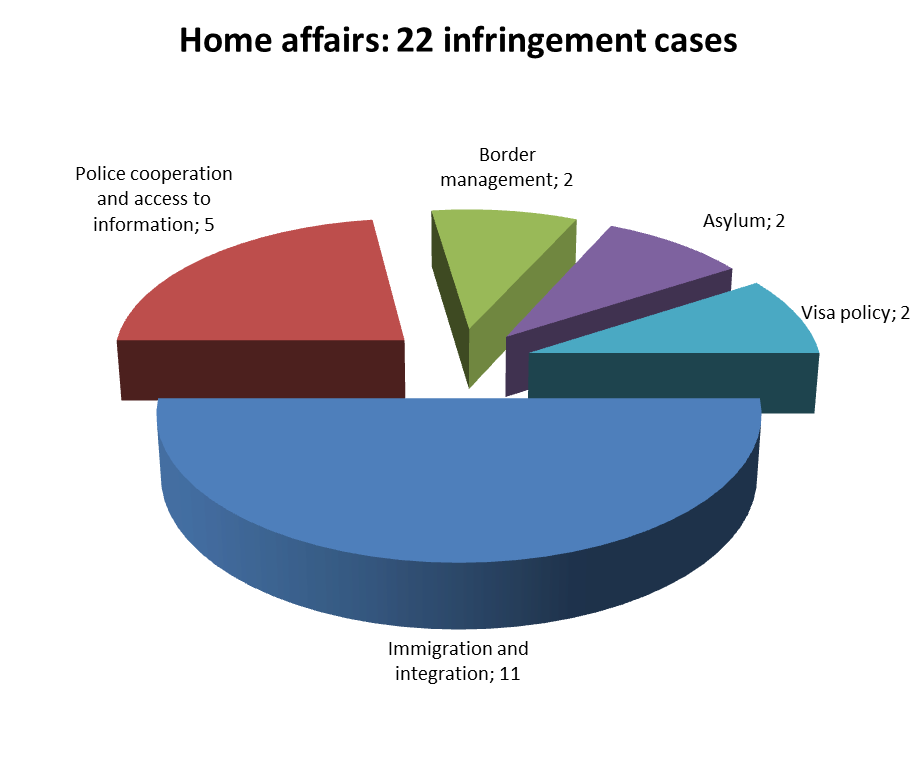 Home affairs: 22 infringement cases
Police cooperation
and access to
information; 5
Border
management; 2
Asylum; 2
Visa policy; 2
Immigration and
integration; 11